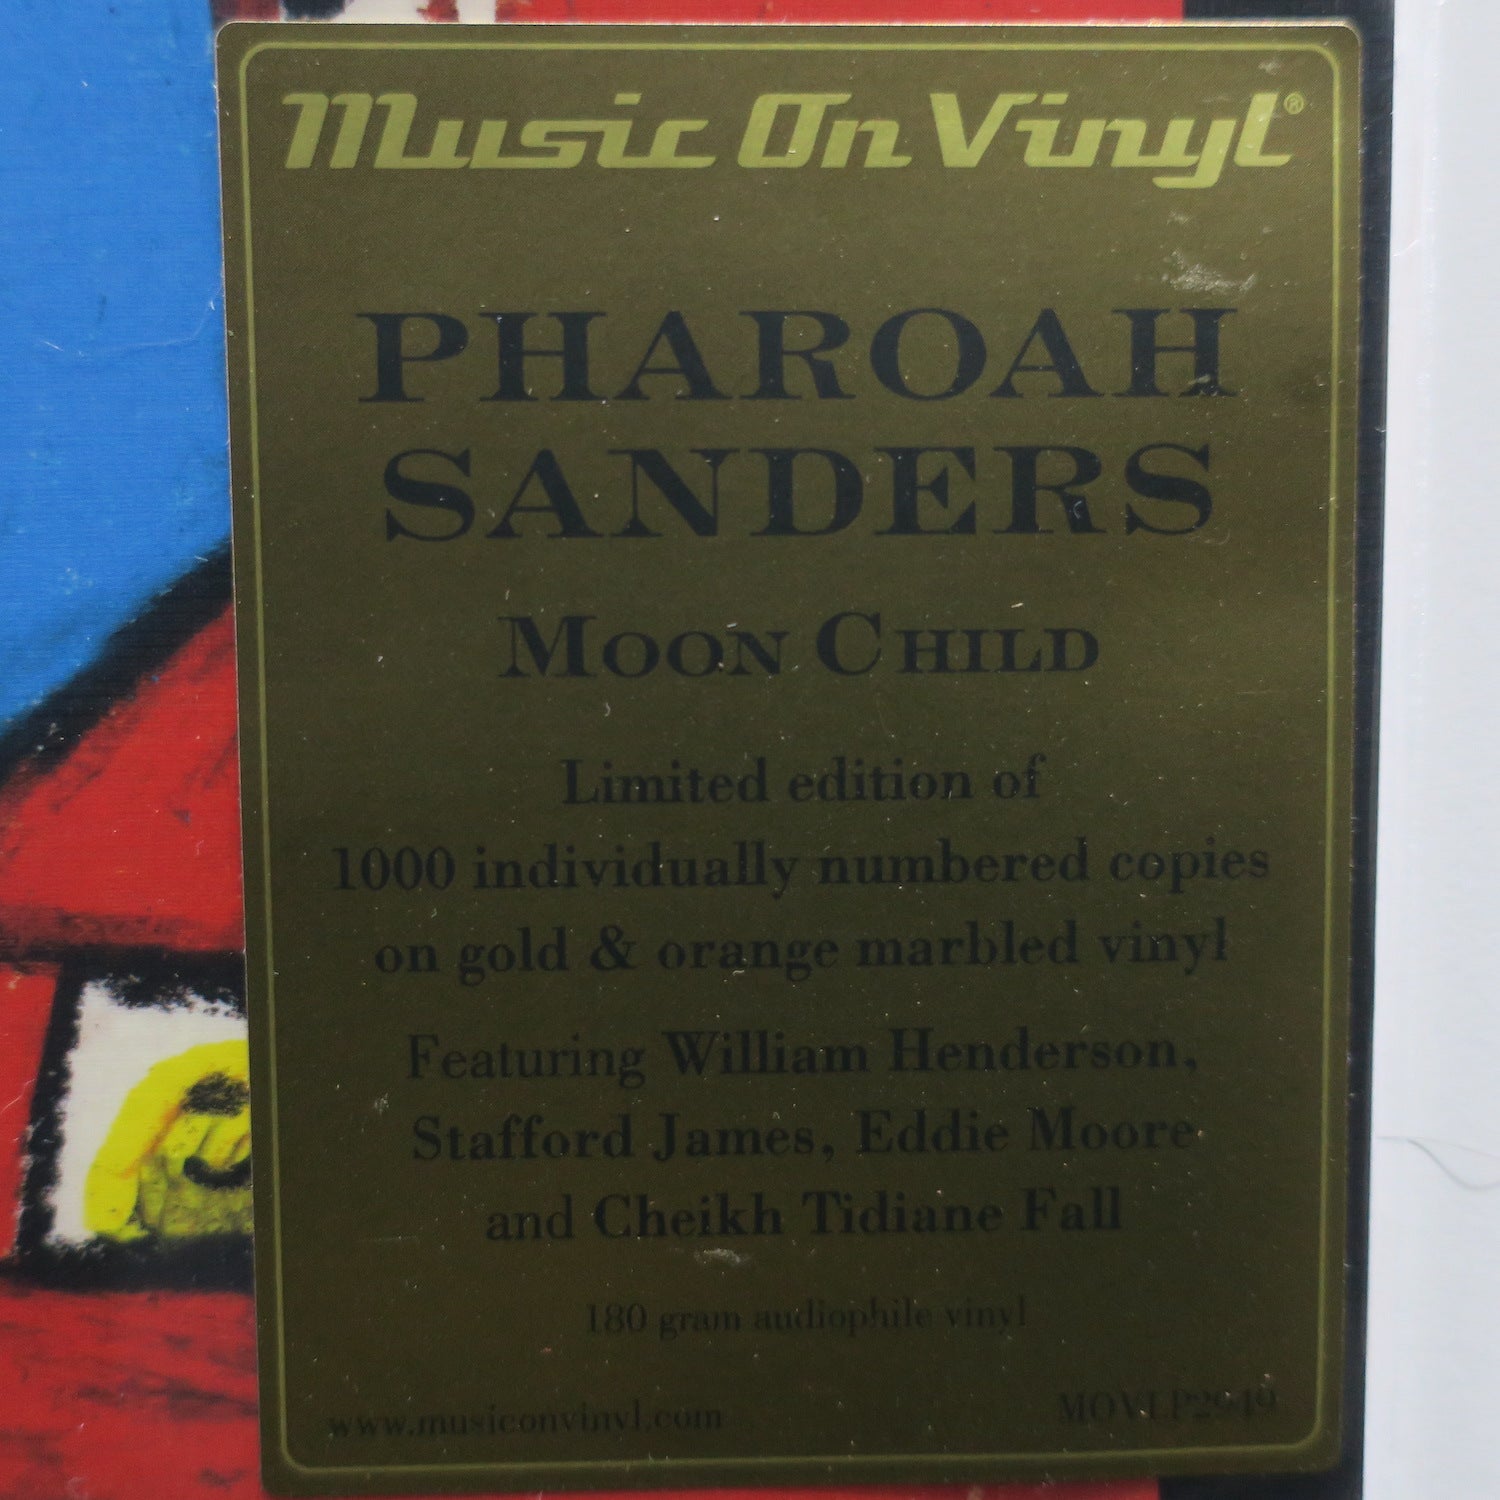 Music On Vinyl®
PHAROAH
SANDERS
MOON CHILD
Limited edition of
1000 individually numbered copies
on gold & orange marbled vinyl
Featuring William Henderson,
Stafford James, Eddie Moore
and Cheikh Tidiane Fall
180 gram audiophile vinyl
www.musiconvinyl.com
MOVLP2949